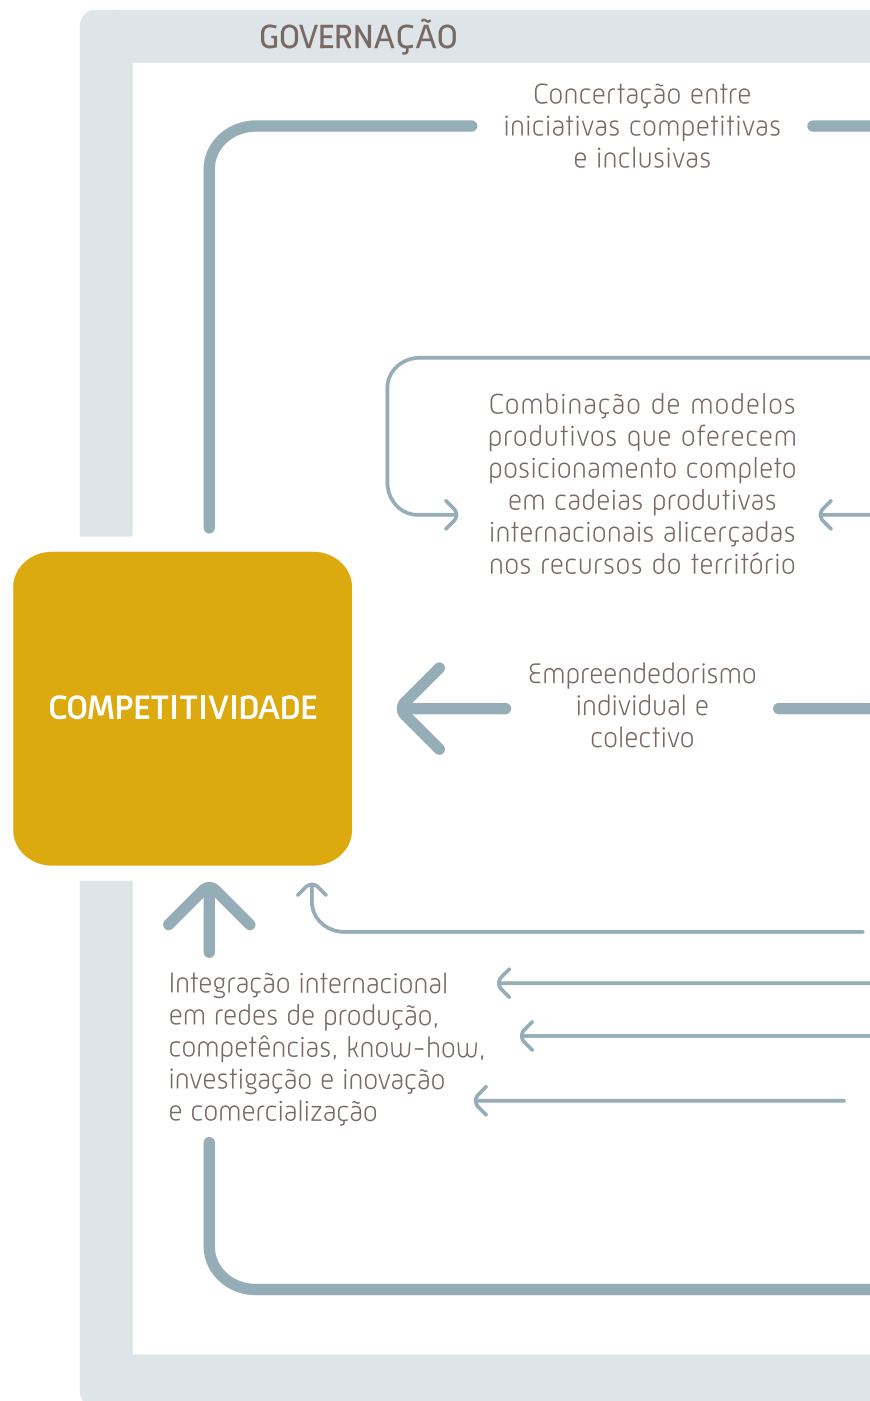 GOVERNAÇÃO
Concertação entre
iniciativas competitivas
e inclusivas
Combinação de modelos
produtivos que oferecem
posicionamento completo
em cadeias produtivas
internacionais alicerçadas
nos recursos do território
COMPETITIVIDADE
Empreendedorismo
individual e
colectivo
Integração internacional
em redes de produção,
competências, know-how,
investigação e inovação
e comercialização